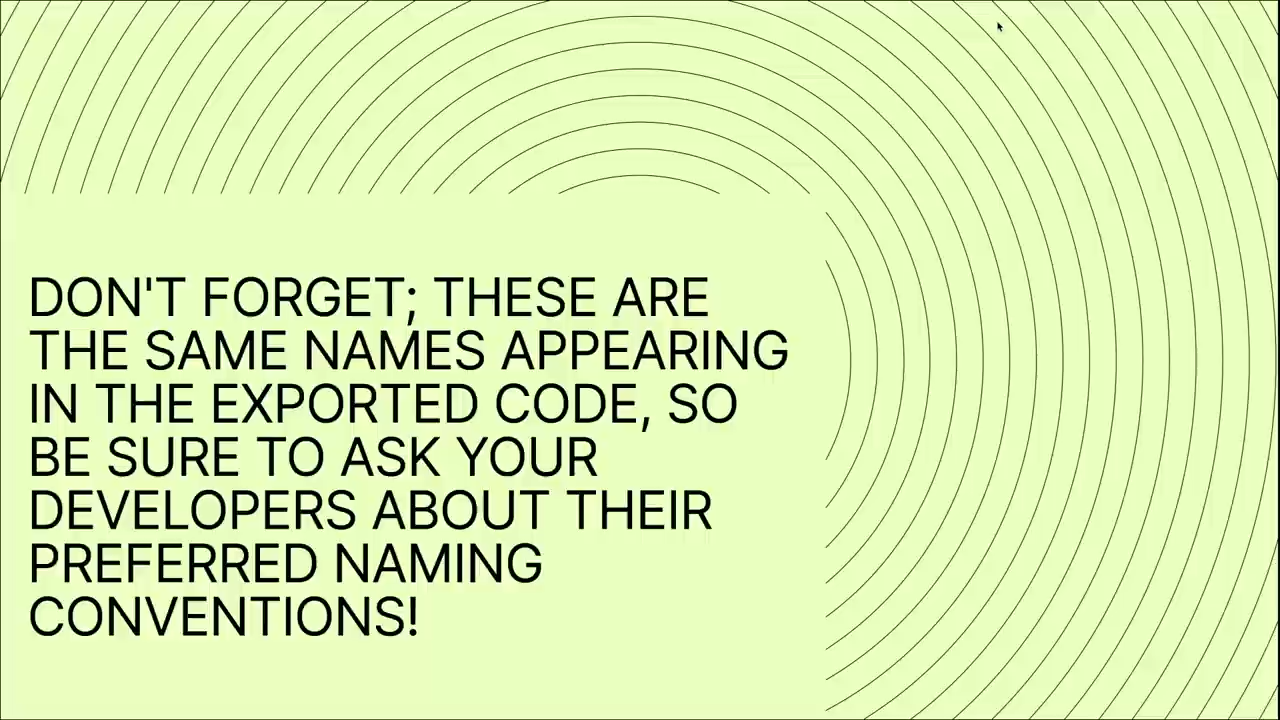 DON'T FORGET; THESE ARE
THE SAME NAMES APPEARING
IN THE EXPORTED CODE, SO
BE SURE TO ASK YOUR
DEVELOPERS ABOUT THEIR
PREFERRED NAMING
CONVENTIONS!